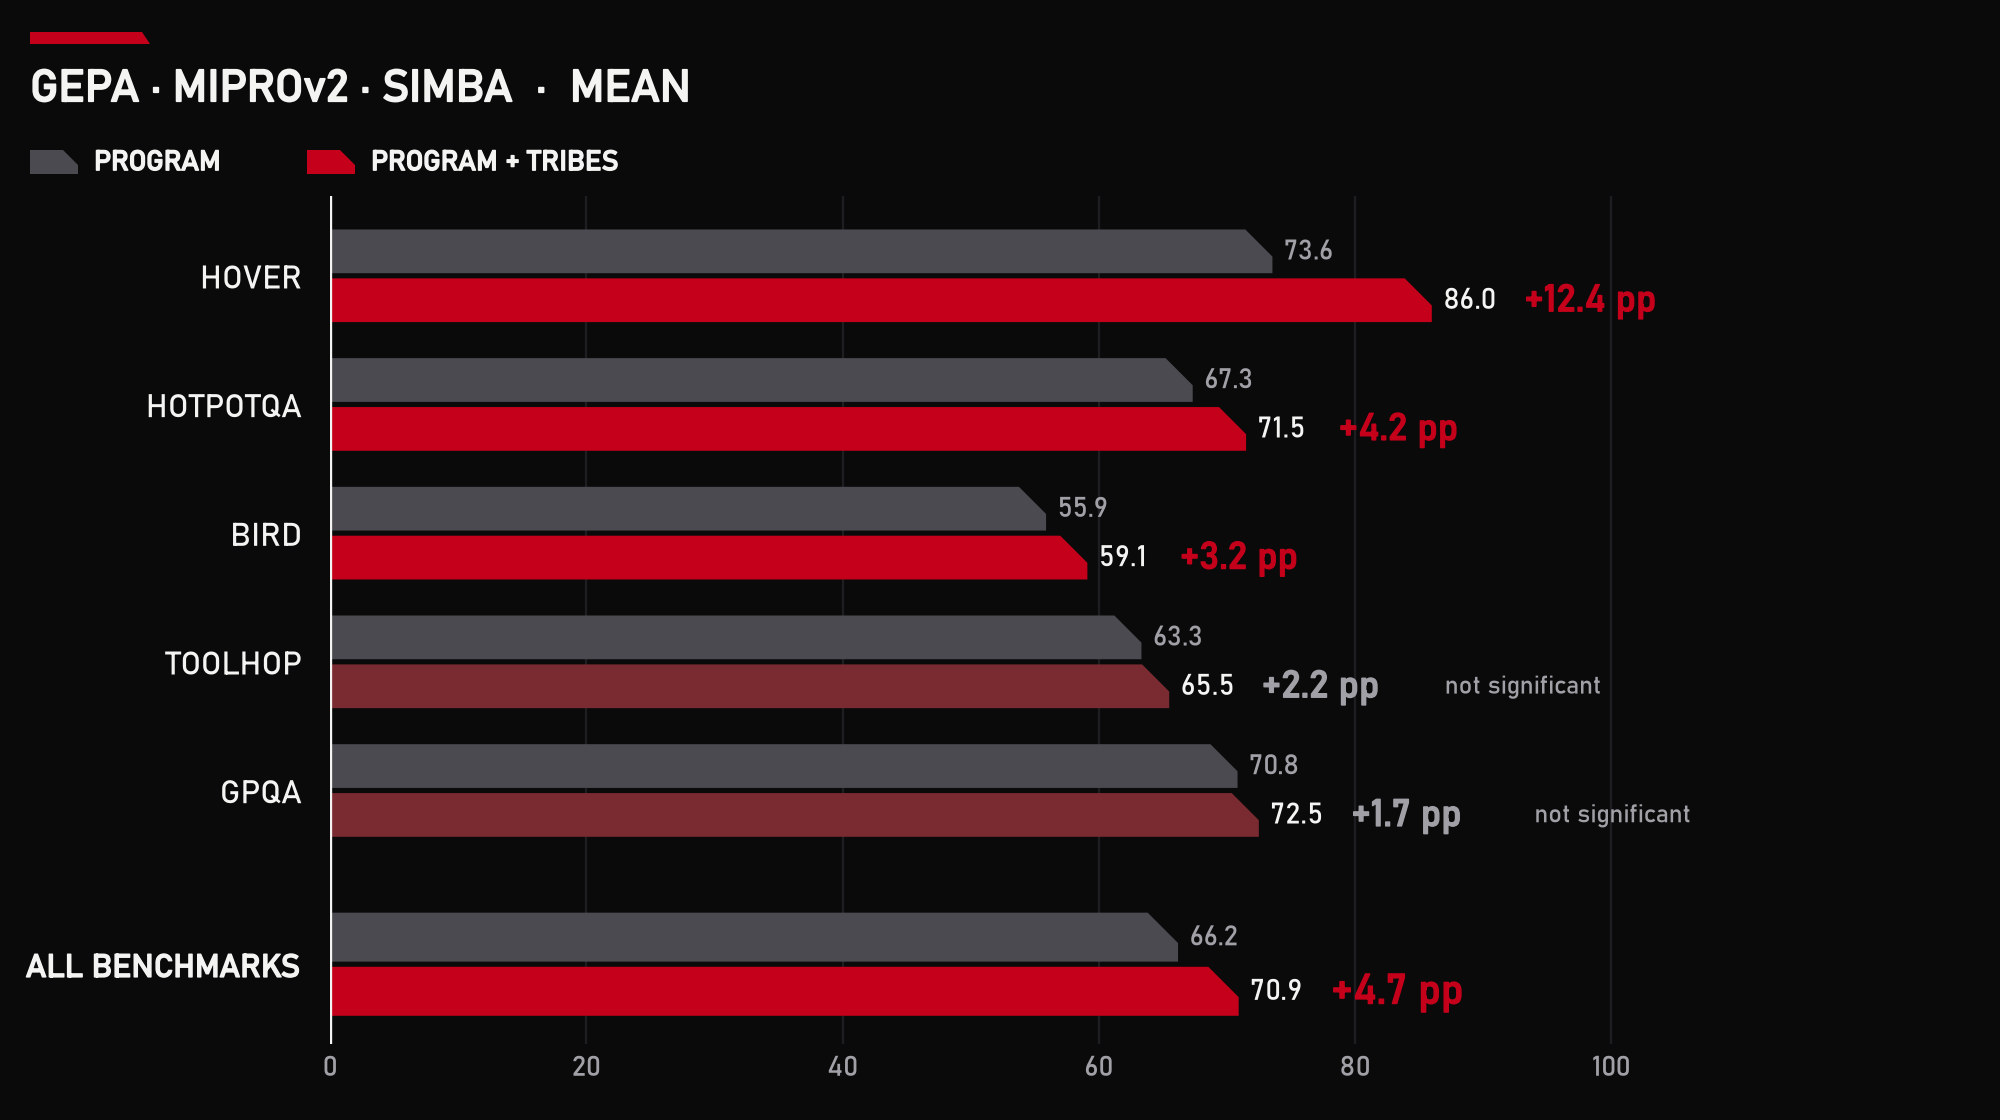 GEPA · MIPROv2 · SIMBA · MEAN
PROGRAM
PROGRAM + TRIBES
HOVER
73.6
86.0 +12.4 pp
HOTPOTQA
67.3
71.5 +4.2 pp
BIRD
55.9
59.1 +3.2 pp
TOOLHOP
63.3
65.5 +2.2 pp not significant
GPQA
70.8
72.5 +1.7 pp not significant
ALL BENCHMARKS
66.2
70.9 +4.7 pp
0 20 40 60 80 100